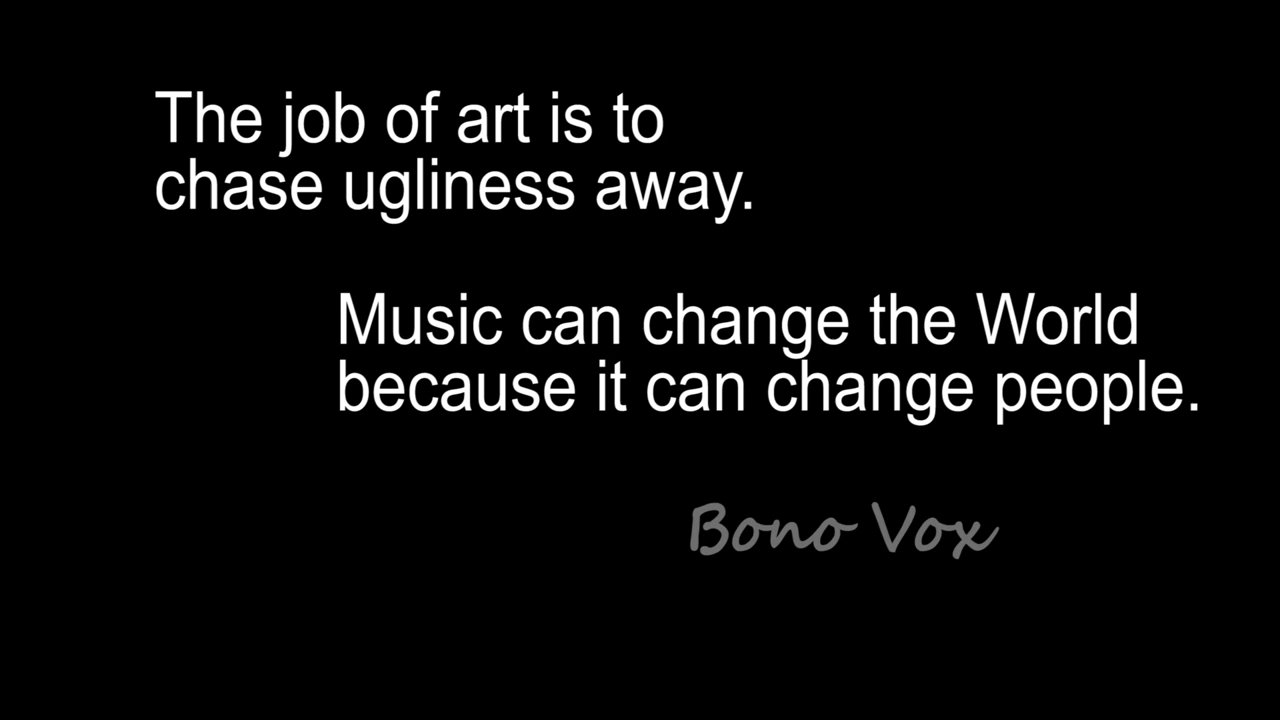 The job of art is to
chase ugliness away.
Music can change the World
because it can change people.
Bono Vox